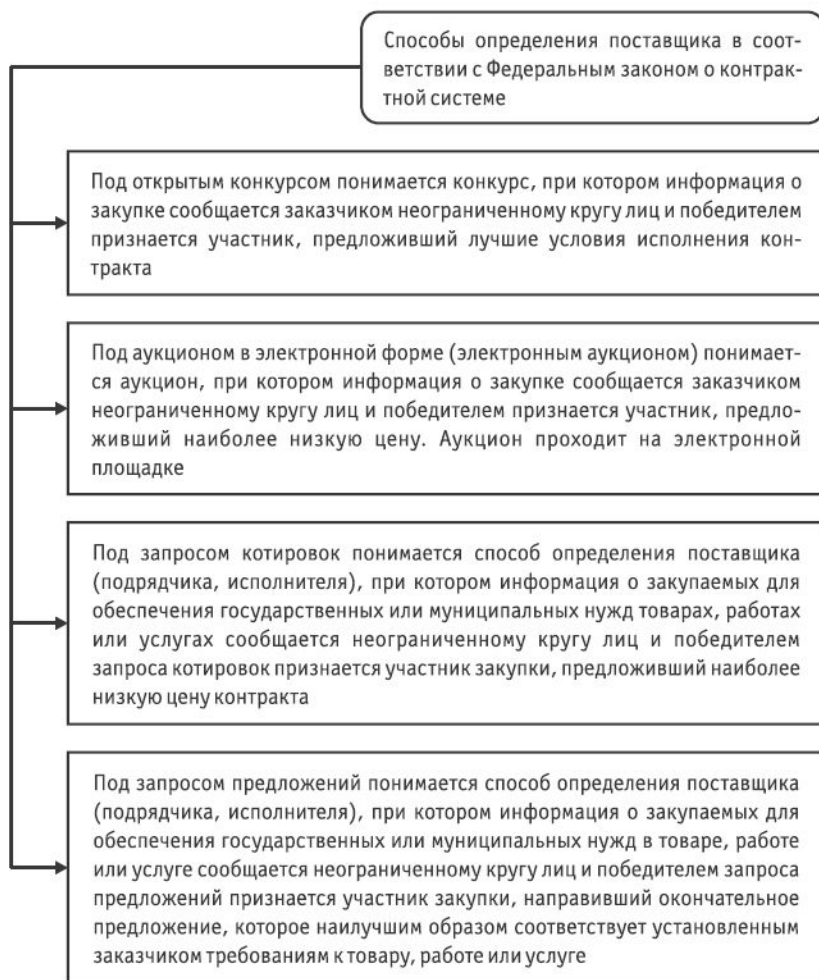 Способы определения поставщика в соот-
ветствии с Федеральным законом о контрак-
тной системе
Под открытым конкурсом понимается конкурс, при котором информация о
закупке сообщается заказчиком неограниченному кругу лиц и победителем
признается участник, предложивший лучшие условия исполнения кон-
тракта
Под аукционом в электронной форме (электронным аукционом) понимает-
ся аукцион, при котором информация о закупке сообщается заказчиком
неограниченному кругу лиц и победителем признается участник, предло-
живший наиболее низкую цену. Аукцион проходит на электронной
площадке
Под запросом котировок понимается способ определения поставщика
(подрядчика, исполнителя), при котором информация о закупаемых для
обеспечения государственных или муниципальных нужд товарах, работах
или услугах сообщается неограниченному кругу лиц и победителем
запроса котировок признается участник закупки, предложивший наиболее
низкую цену контракта
Под запросом предложений понимается способ определения поставщика
(подрядчика, исполнителя), при котором информация о закупаемых для
обеспечения государственных или муниципальных нужд в товаре, работе
или услуге сообщается неограниченному кругу лиц и победителем запроса
предложений признается участник закупки, направивший окончательное
предложение, которое наилучшим образом соответствует установленным
заказчиком требованиям к товару, работе или услуге